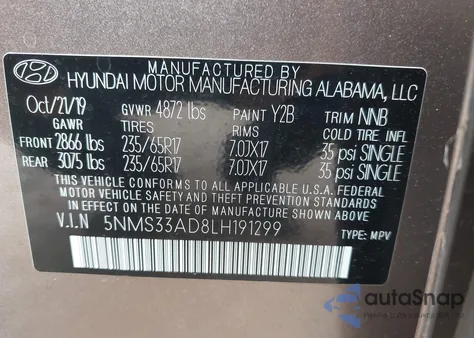 MANUFACTURED BY
HYUNDAI MOTOR MANUFACTURING ALABAMA, LLC
Oct/21/19 GVWR 4872 lbs PAINT Y2B TRIM NNB
GAWR TIRES RIMS COLD TIRE INFL
FRONT 2866 lbs 235/65R17 7.0JX17 35 psi SINGLE
REAR 3075 lbs 235/65R17 7.0JX17 35 psi SINGLE
THIS VEHICLE CONFORMS TO ALL APPLICABLE U.S.A. FEDERAL
MOTOR VEHICLE SAFETY AND THEFT PREVENTION STANDARDS
IN EFFECT ON THE DATE OF MANUFACTURE SHOWN ABOVE.
V.I.N 5NMS33AD8LH191299 TYPE: MPV
autoSnap